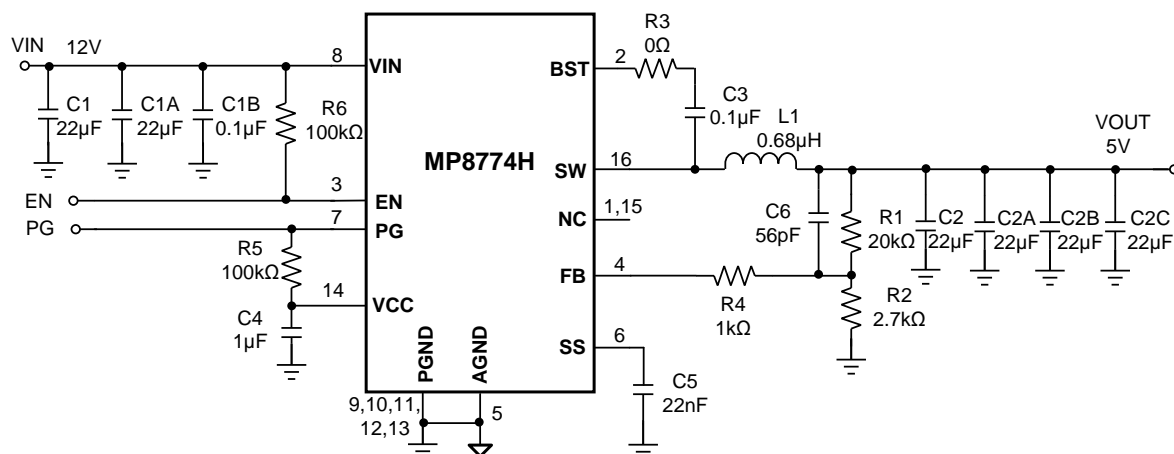 VIN
12V
8
VIN
C1
22µF
C1A
22µF
C1B
0.1µF
R6
100kΩ
EN
3
EN
PG
7
PG
R5
100kΩ
14
VCC
C4
1µF
MP8774H
PGND
AGND
9,10,11,
12,13
5
BST
2
R3
0Ω
C3
0.1µF
L1
0.68µH
SW
16
NC
1,15
FB
4
R4
1kΩ
SS
6
C5
22nF
C6
56pF
R1
20kΩ
R2
2.7kΩ
C2
22µF
C2A
22µF
C2B
22µF
C2C
22µF
VOUT
5V